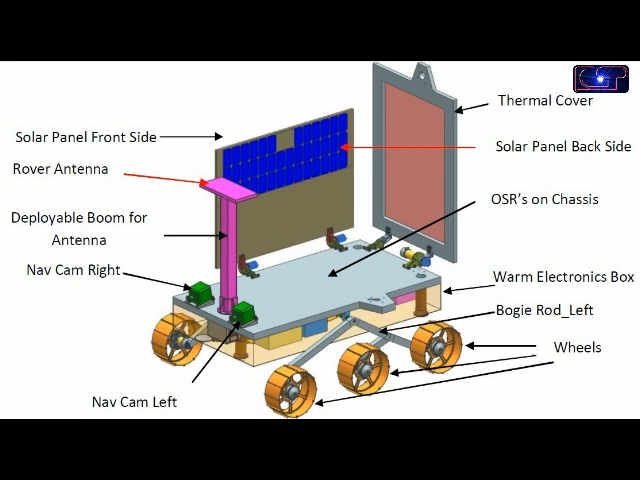 Thermal Cover
Solar Panel Front Side
Solar Panel Back Side
Rover Antenna
OSR's on Chassis
Deployable Boom for
Antenna
Nav Cam Right
Warm Electronics Box
Bogie Rod_Left
Wheels
Nav Cam Left